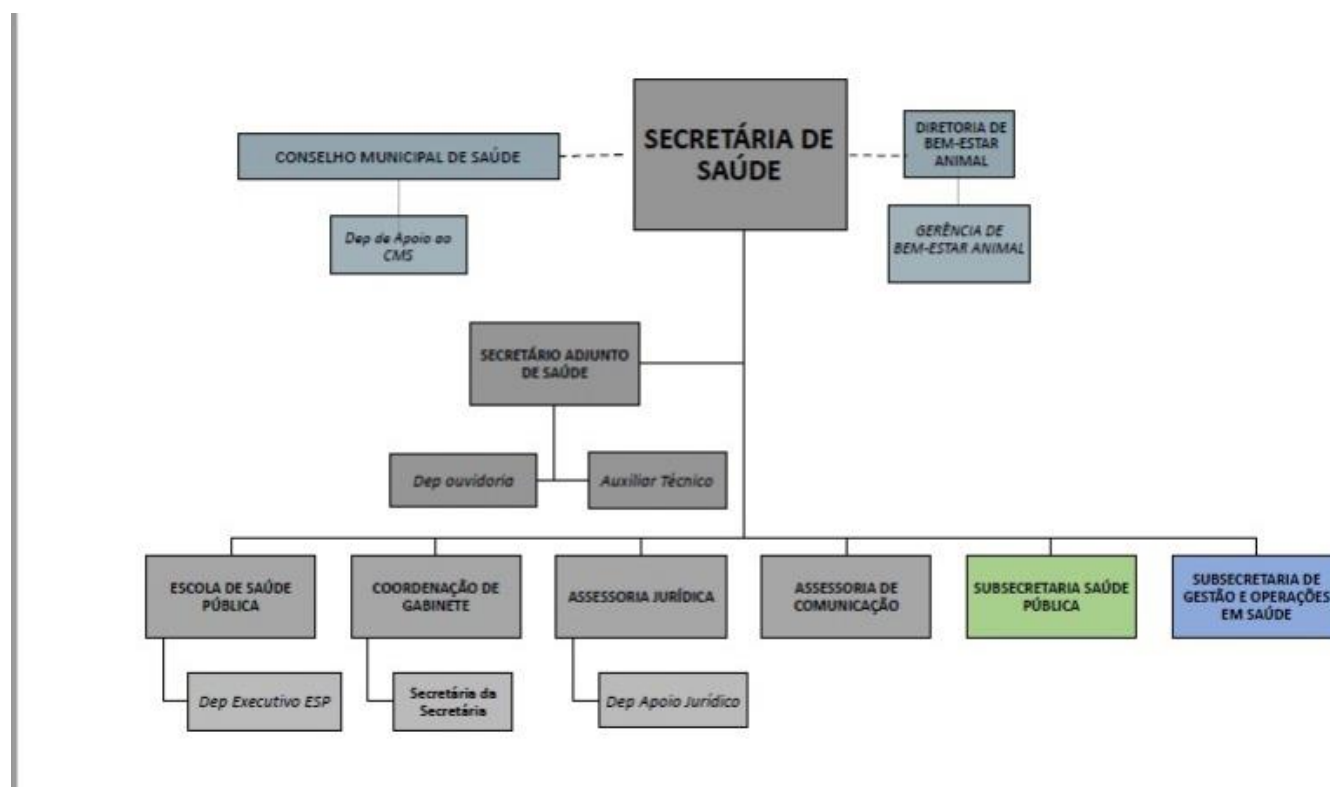 SECRETÁRIA DE
SAÚDE
CONSELHO MUNICIPAL DE SAÚDE
DIRETORIA DE
BEM-ESTAR
ANIMAL
Dep de Apoio ao
CMS
GERÊNCIA DE
BEM-ESTAR ANIMAL
SECRETÁRIO ADJUNTO
DE SAÚDE
Dep ouvidoria
Auxiliar Técnico
ESCOLA DE SAÚDE
PÚBLICA
COORDENAÇÃO DE
GABINETE
ASSESSORIA JURÍDICA
ASSESSORIA DE
COMUNICAÇÃO
SUBSECRETARIA SAÚDE
PÚBLICA
SUBSECRETARIA DE
GESTÃO E OPERAÇÕES
EM SAÚDE
Dep Executivo ESP
Secretária da
Secretária
Dep Apoio Jurídico